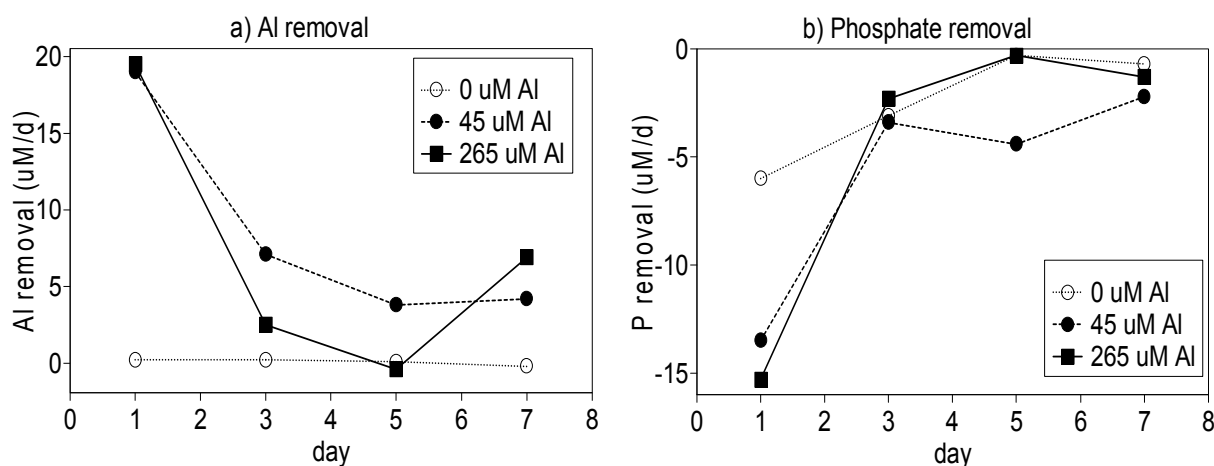 a) Al removal
20
15
10
5
0
Al removal (uM/d)
0 uM Al
45 uM Al
265 uM Al
0 1 2 3 4 5 6 7 8
day
b) Phosphate removal
0
-5
-10
-15
P removal (uM/d)
0 uM Al
45 uM Al
265 uM Al
0 1 2 3 4 5 6 7 8
day